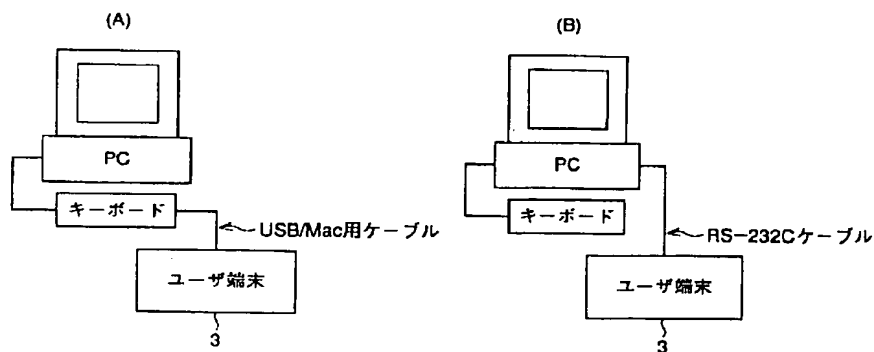 (A)
PC
キーボード
USB/Mac用ケーブル
ユーザ端末
3
(B)
PC
キーボード
RS-232Cケーブル
ユーザ端末
3